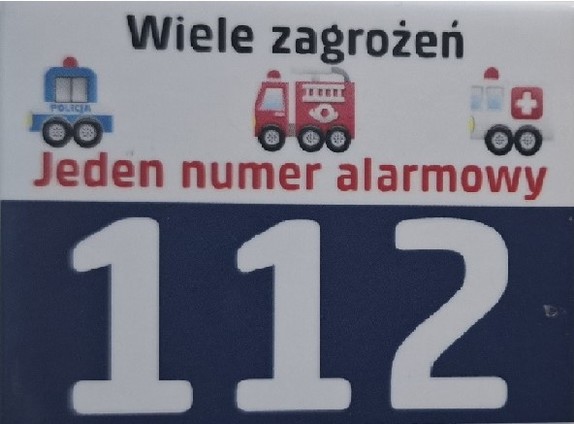 Wiele zagrożeń
POLICJA
Jeden numer alarmowy
112